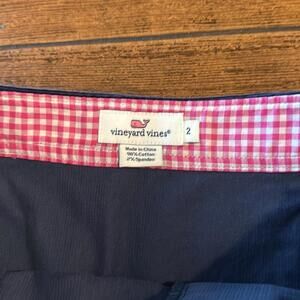 vineyard vines®
2
Made in China
98% Cotton
2% Spandex